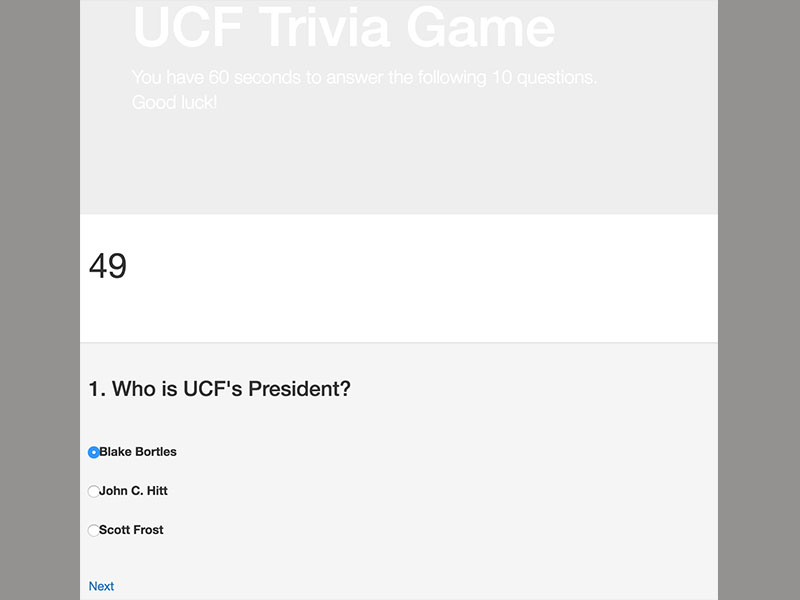 UCF Trivia Game
You have 60 seconds to answer the following 10 questions.
Good luck!
49
1. Who is UCF's President?
Blake Bortles
John C. Hitt
Scott Frost
Next